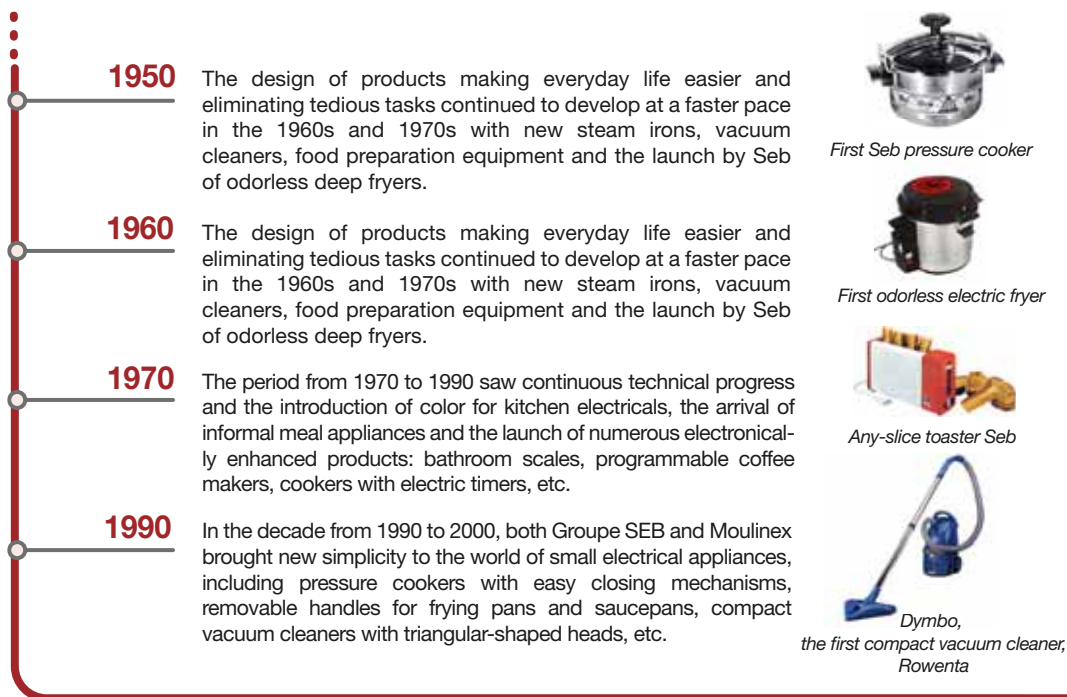 1950
The design of products making everyday life easier and
eliminating tedious tasks continued to develop at a faster pace
in the 1960s and 1970s with new steam irons, vacuum
cleaners, food preparation equipment and the launch by Seb
of odorless deep fryers.
First Seb pressure cooker
1960
The design of products making everyday life easier and
eliminating tedious tasks continued to develop at a faster pace
in the 1960s and 1970s with new steam irons, vacuum
cleaners, food preparation equipment and the launch by Seb
of odorless deep fryers.
First odorless electric fryer
1970
The period from 1970 to 1990 saw continuous technical progress
and the introduction of color for kitchen electricals, the arrival of
informal meal appliances and the launch of numerous electronical-
ly enhanced products: bathroom scales, programmable coffee
makers, cookers with electric timers, etc.
Any-slice toaster Seb
1990
In the decade from 1990 to 2000, both Groupe SEB and Moulinex
brought new simplicity to the world of small electrical appliances,
including pressure cookers with easy closing mechanisms,
removable handles for frying pans and saucepans, compact
vacuum cleaners with triangular-shaped heads, etc.
Dymbo,
the first compact vacuum cleaner,
Rowenta